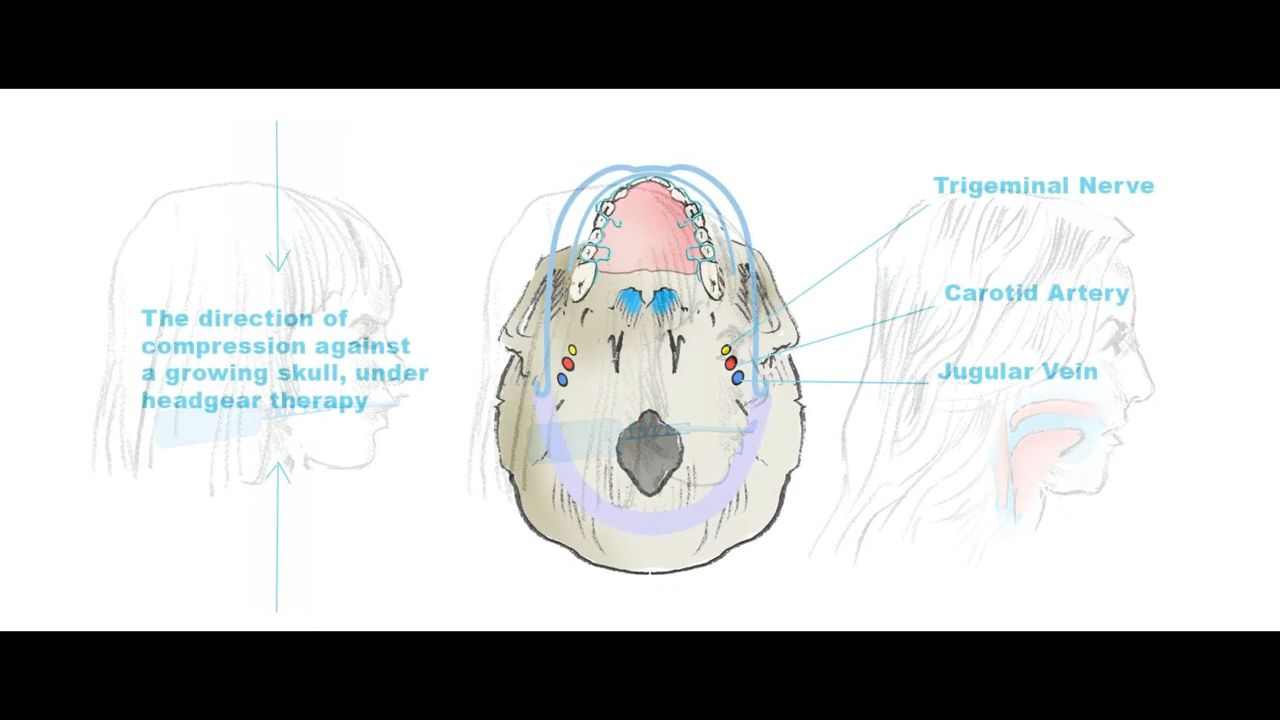 The direction of
compression against
a growing skull, under
headgear therapy
Trigeminal Nerve
Carotid Artery
Jugular Vein